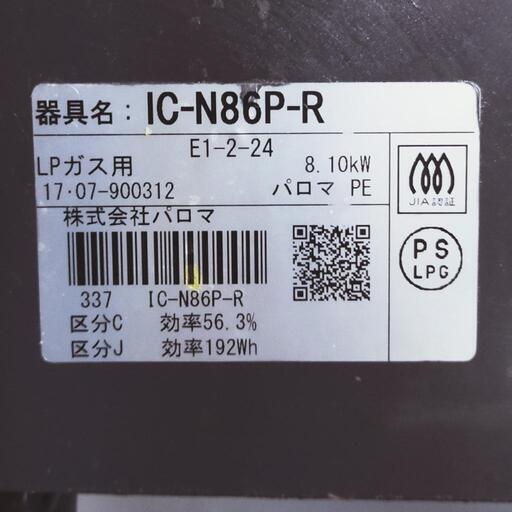 器具名: IC-N86P-R
E1-2-24
LPガス用 8.10kW
17·07-900312 パロマ PE
株式会社パロマ
337 IC-N86P-R
区分C 効率56.3%
区分J 効率192Wh
JIA認証
PS
LPG